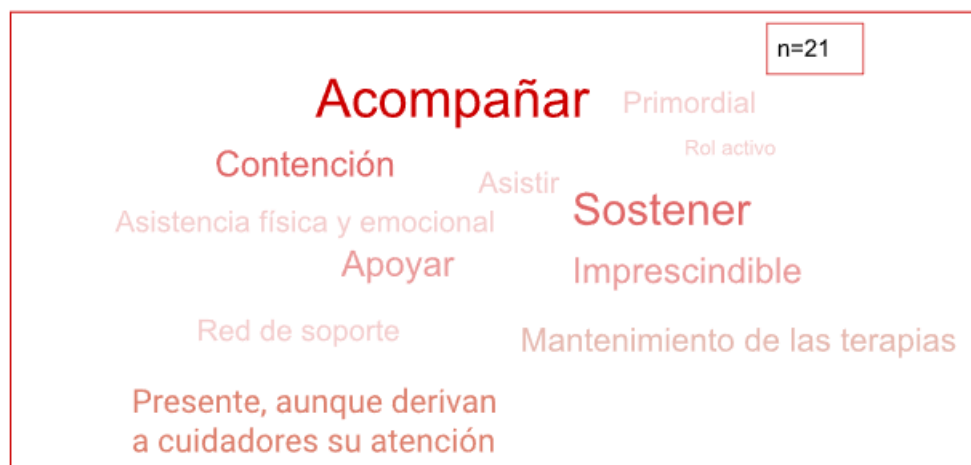 n=21
Acompañar
Primordial
Rol activo
Contención
Asistir
Sostener
Asistencia física y emocional
Apoyar
Imprescindible
Red de soporte
Mantenimiento de las terapias
Presente, aunque derivan
a cuidadores su atención